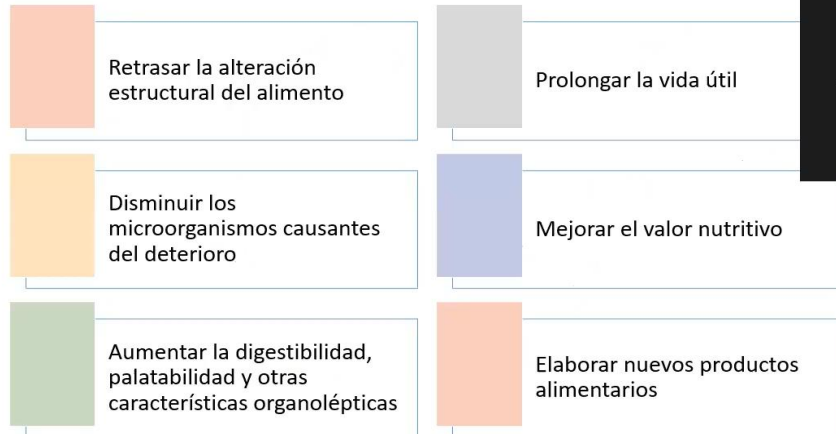 Retrasar la alteración
estructural del alimento
Prolongar la vida útil
Disminuir los
microorganismos causantes
del deterioro
Mejorar el valor nutritivo
Aumentar la digestibilidad,
palatabilidad y otras
características organolépticas
Elaborar nuevos productos
alimentarios